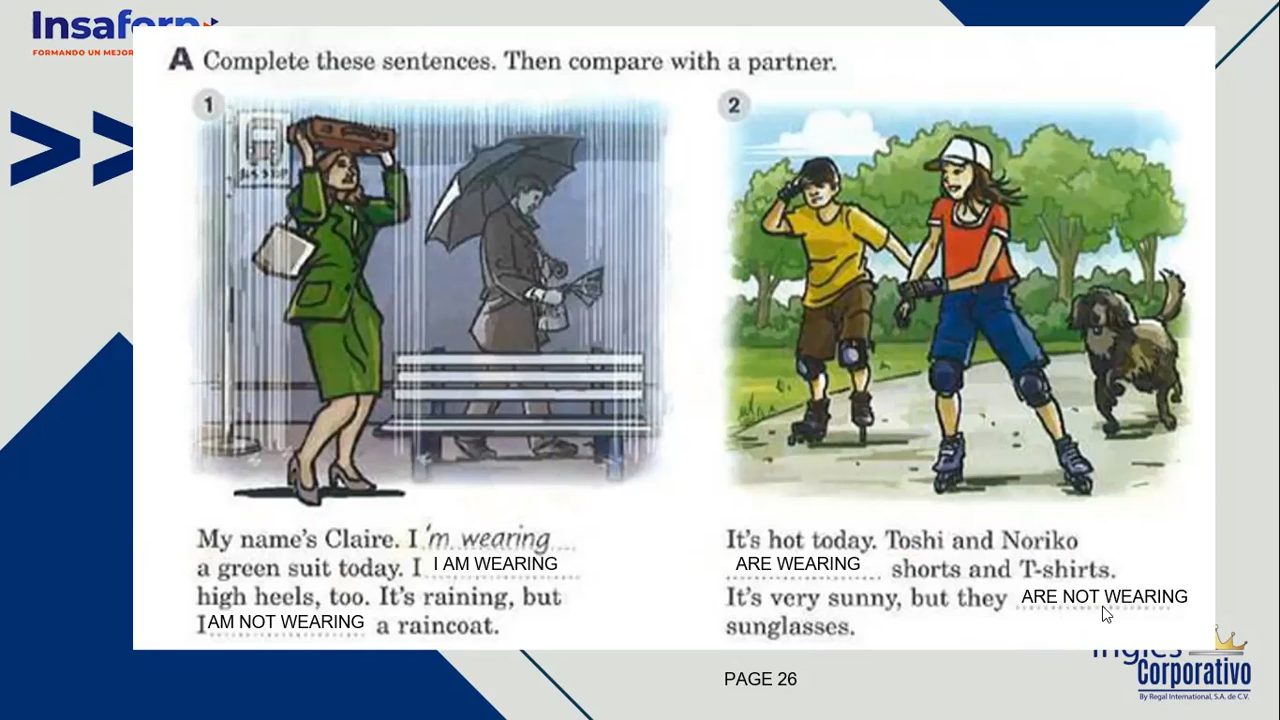 Insaforp
FORMANDO UN MEJOR
A Complete these sentences. Then compare with a partner.
1
2
My name's Claire. I 'm wearing
a green suit today. I I AM WEARING
high heels, too. It's raining, but
I AM NOT WEARING a raincoat.
It's hot today. Toshi and Noriko
ARE WEARING shorts and T-shirts.
It's very sunny, but they ARE NOT WEARING
sunglasses.
PAGE 26
Inglés
Corporativo
By Regal International, S.A. de C.V.